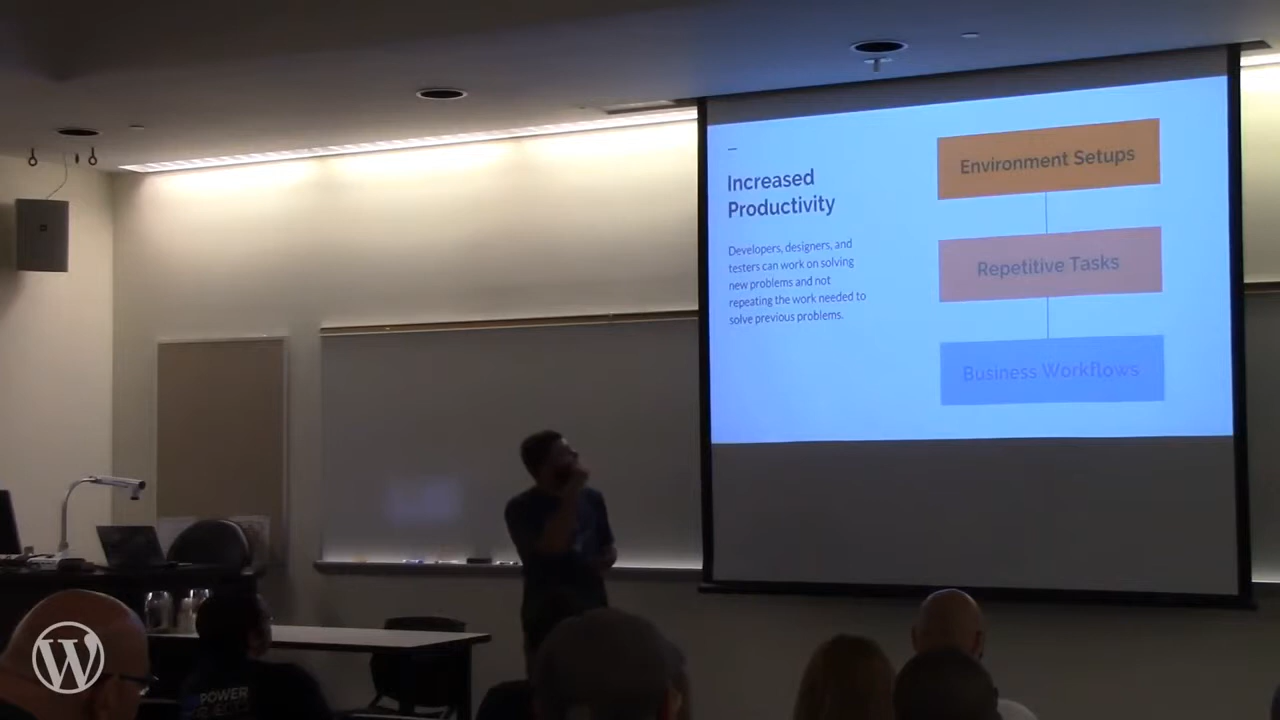 Increased
Productivity
Developers, designers, and
testers can work on solving
new problems and not
repeating the work needed to
solve previous problems.
Environment Setups
Repetitive Tasks
Business Workflows
POWER